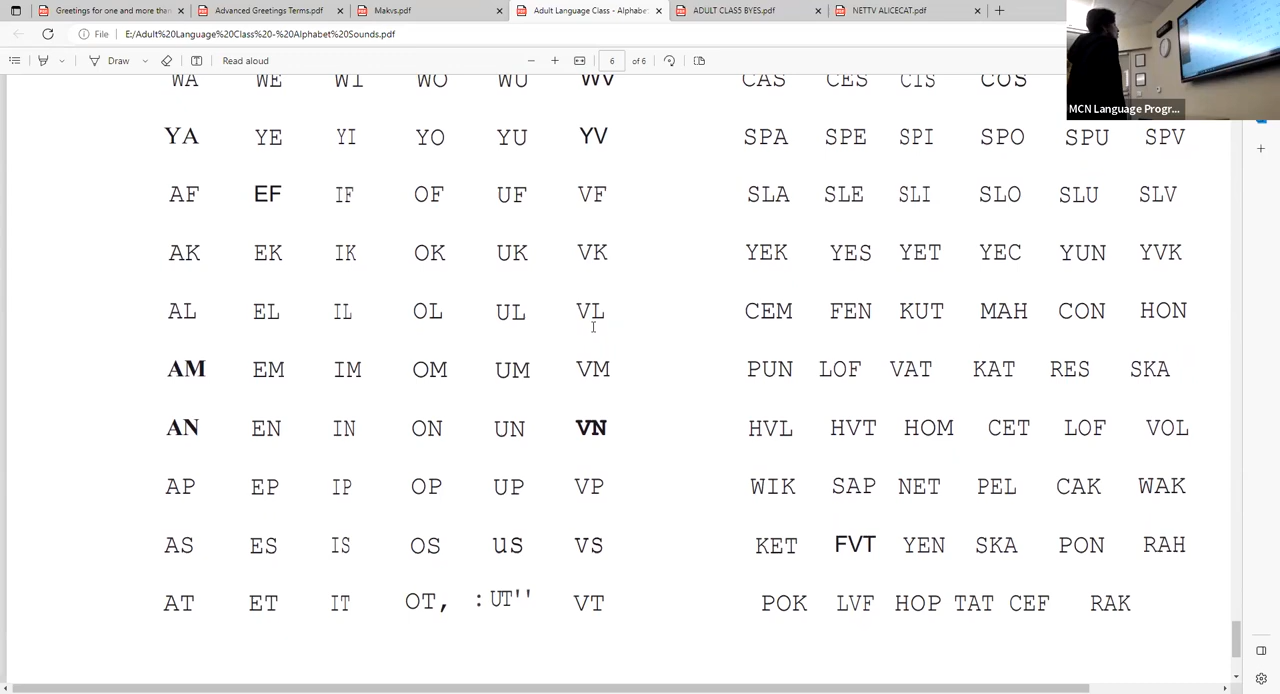 Greetings for one and more than Advanced Greetings Terms.pdf Makvs.pdf Adult Language Class - Alphabe ADULT CLAS5 BYES.pdf NETTV ALICECAT.pdf
File E:/Adult%20Language%20Class%20-%20Alphabet%20Sounds.pdf
Draw Read aloud 6 of 6
MCN Language Progr...
WA WE WI WO WU WV CAS CES CIS COS
YA YE YI YO YU YV SPA SPE SPI SPO SPU SPV
AF EF IF OF UF VF SLA SLE SLI SLO SLU SLV
AK EK IK OK UK VK YEK YES YET YEC YUN YVK
AL EL IL OL UL VL CEM FEN KUT MAH CON HON
AM EM IM OM UM VM PUN LOF VAT KAT RES SKA
AN EN IN ON UN VN HVL HVT HOM CET LOF VOL
AP EP IP OP UP VP WIK SAP NET PEL CAK WAK
AS ES IS OS uS VS KET FVT YEN SKA PON RAH
AT ET IT OT, :UT'' VT POK LVF HOP TAT CEF RAK